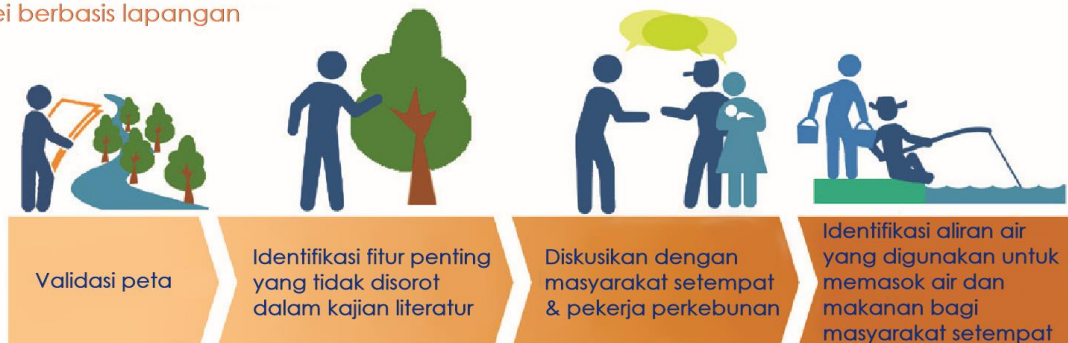 berbasis lapangan
Validasi peta
Identifikasi fitur penting
yang tidak disorot
dalam kajian literatur
Diskusikan dengan
masyarakat setempat
& pekerja perkebunan
Identifikasi aliran air
yang digunakan untuk
memasok air dan
makanan bagi
masyarakat setempat